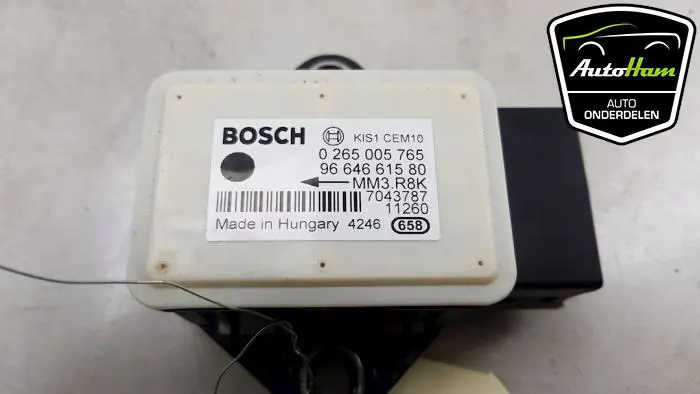 AutoHam
AUTO
ONDERDELEN
BOSCH KIS1 CEM10
0 265 005 765
96 646 615 80
MM3.R8K
7043787
11260
Made in Hungary 4246 658